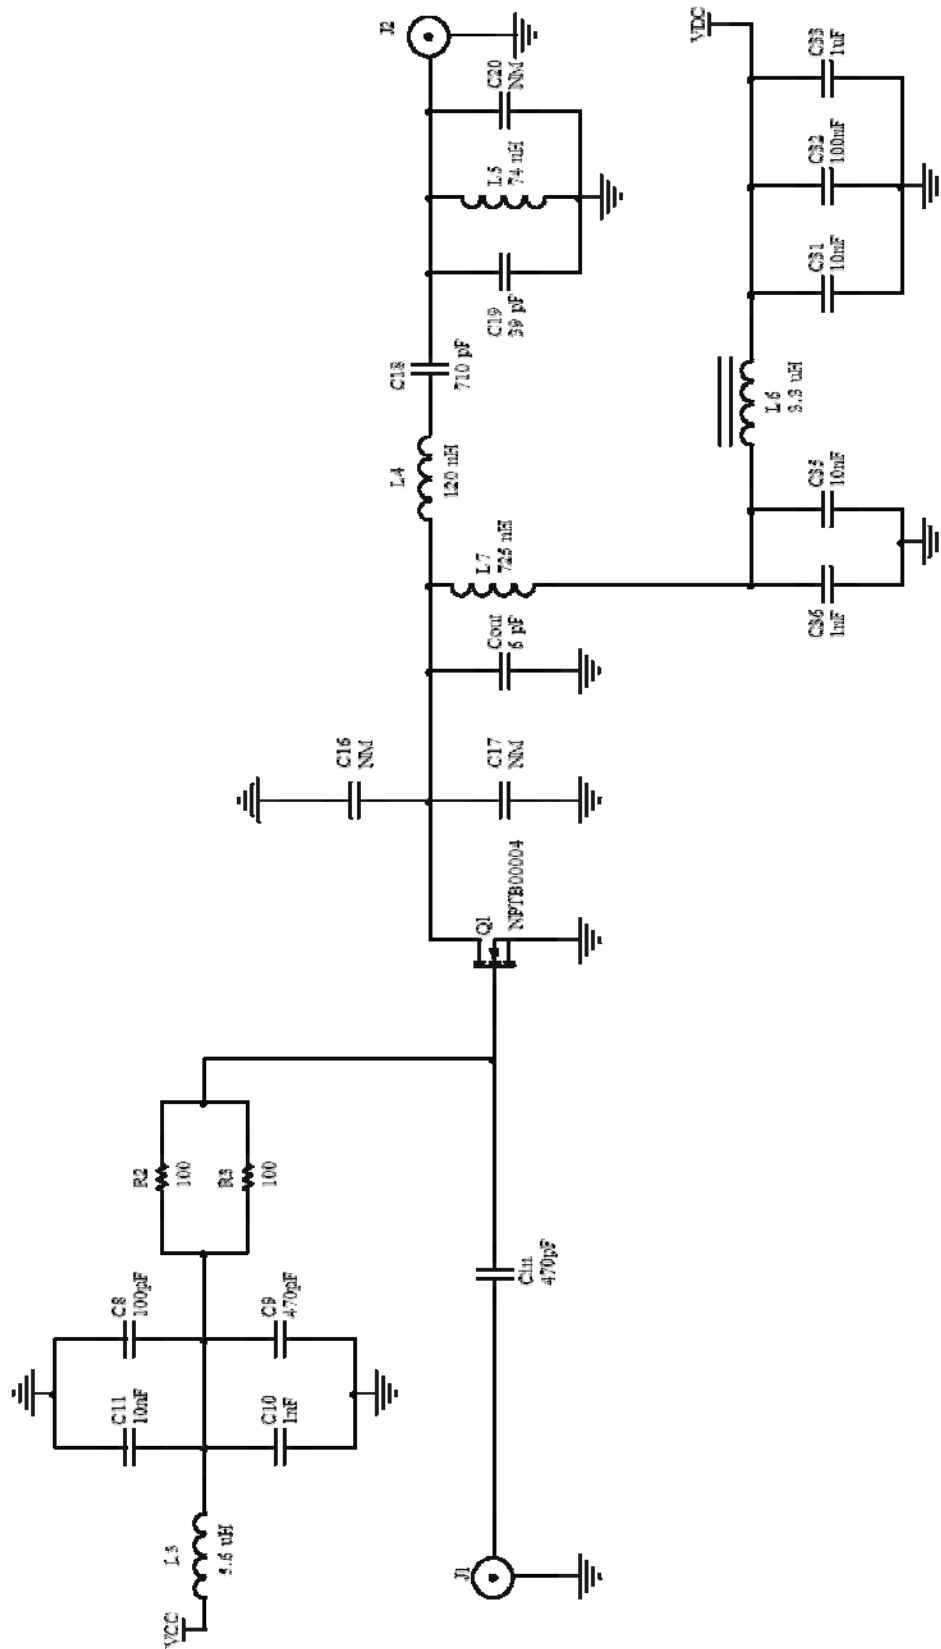 VCC
L3
5.6 uH
C11
10nF
C8
100pF
C10
1nF
C9
470pF
R2
100
R3
100
J1
Cin
470pF
Q1
NPTB00004
C16
NM
C17
NM
Cout
6 pF
L7
725 nH
L4
120 nH
C18
710 pF
C19
39 pF
L5
74 nH
C20
NM
J2
C36
1nF
C35
10nF
L6
3.3 uH
C31
10nF
C32
100nF
C33
1uF
VDC